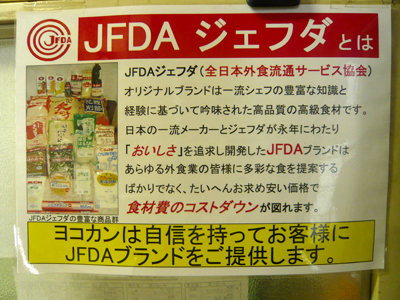 JFDA
JFDA ジェフダ とは
JFDAジェフダ（全日本外食流通サービス協会）
オリジナルブランドは一流シェフの豊富な知識と
経験に基づいて吟味された高品質の高級食材です。
日本の一流メーカーとジェフダが永年にわたり
「おいしさ」を追求し開発したJFDAブランドは
あらゆる外食業の皆様に多彩な食を提案する
ばかりでなく、たいへんお求め安い価格で
食材費のコストダウンが図れます。
JFDAジェフダの豊富な商品群
ヨコカンは自信を持ってお客様に
JFDAブランドをご提供します。